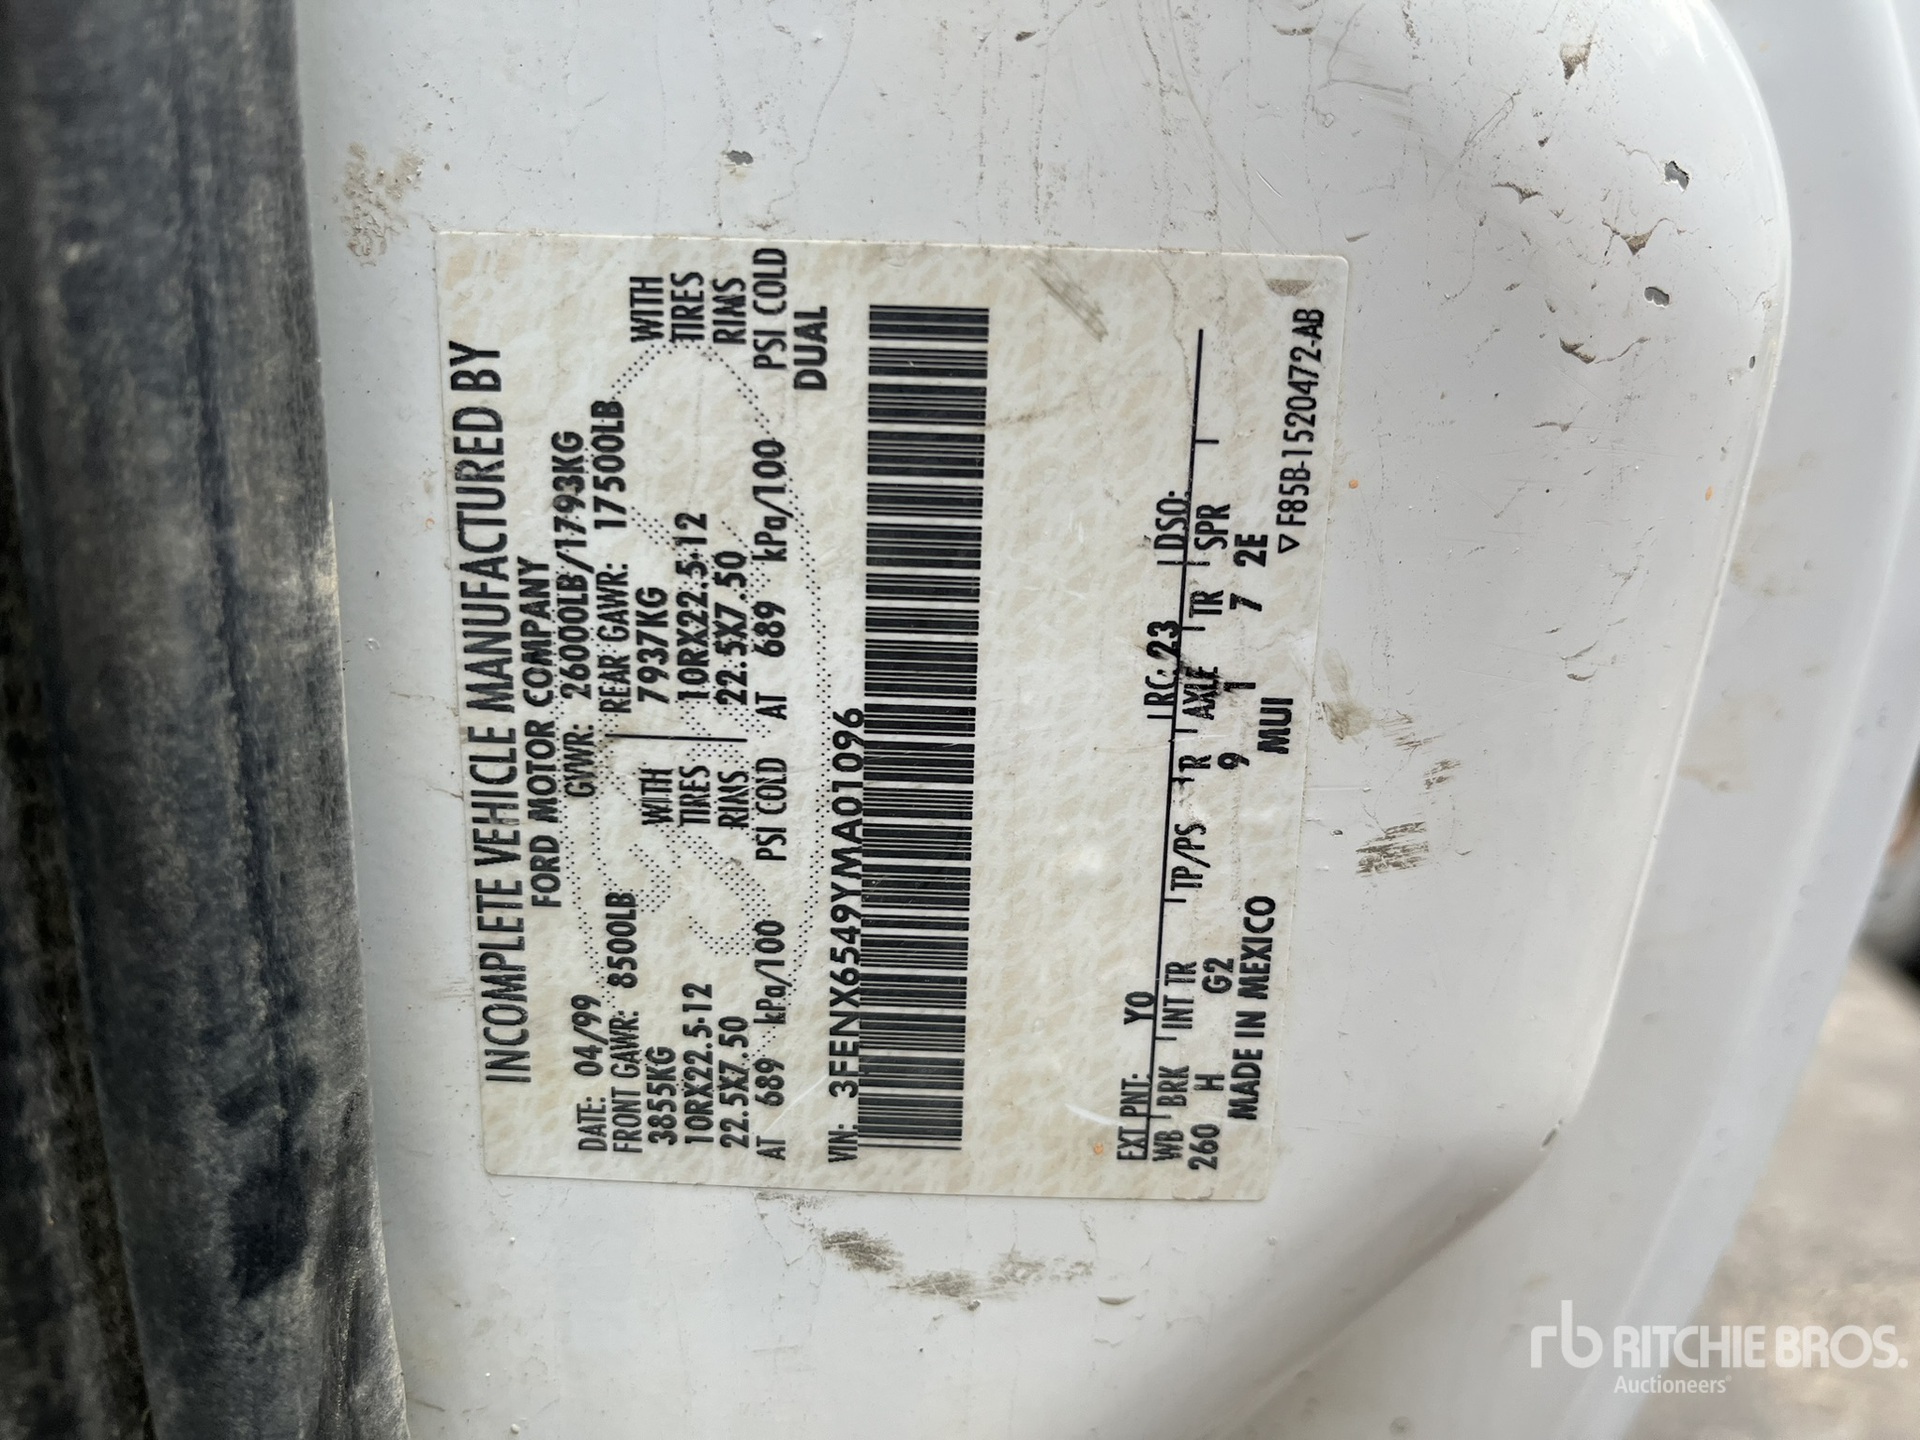 INCOMPLETE VEHICLE MANUFACTURED BY
FORD MOTOR COMPANY
DATE: 04/99 GVWR: 26000LB/11793KG
FRONT GAWR: 8500LB REAR GAWR: 17500LB
3855KG WITH 7937KG WITH
10RX22.5-12 TIRES 10RX22.5-12 TIRES
22.5X7.50 RIMS 22.5X7.50 RIMS
AT 689 kPa/100 PSI COLD AT 689 kPa/100 PSI COLD
DUAL
VIN: 3FENX6549YMA01096
EXT PNT: YO RC: 23 DSO:
WB BRK INT TR TP/PS R AXLE TR SPR
260 H G2 9 1 7 2E
MADE IN MEXICO MUI
F85B-1520472-AB
rb RITCHIE BROS.
Auctioneers